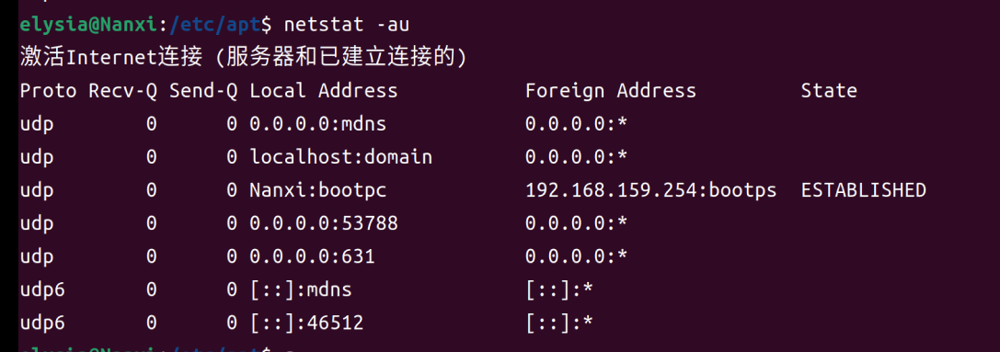 elysia@Nanxi:/etc/apt$ netstat -au
激活Internet连接 (服务器和已建立连接的)
Proto Recv-Q Send-Q Local Address           Foreign Address         State
udp        0      0 0.0.0.0:mdns            0.0.0.0:*
udp        0      0 localhost:domain        0.0.0.0:*
udp        0      0 Nanxi:bootpc            192.168.159.254:bootps  ESTABLISHED
udp        0      0 0.0.0.0:53788           0.0.0.0:*
udp        0      0 0.0.0.0:631             0.0.0.0:*
udp6       0      0 [::]:mdns               [::]:*
udp6       0      0 [::]:46512              [::]:*